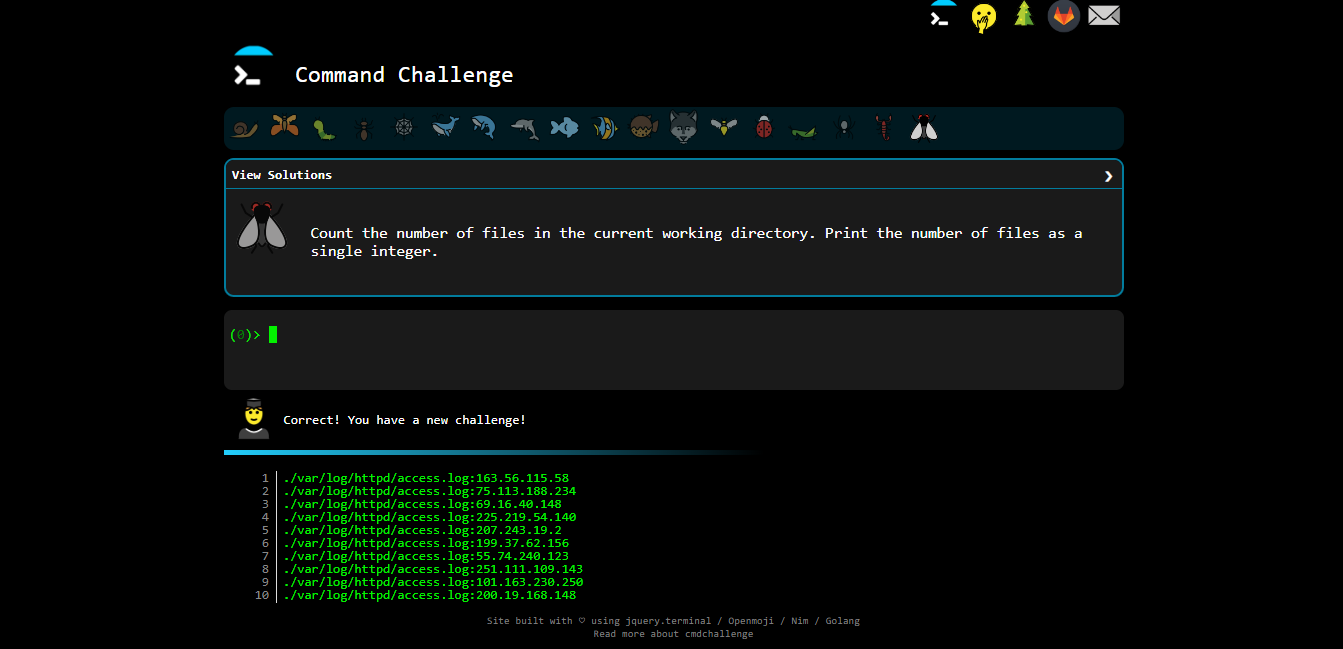 Command Challenge
View Solutions
Count the number of files in the current working directory. Print the number of files as a
single integer.
(0)>
Correct! You have a new challenge!
1 ./var/log/httpd/access.log:163.56.115.58
2 ./var/log/httpd/access.log:75.113.188.234
3 ./var/log/httpd/access.log:69.16.40.148
4 ./var/log/httpd/access.log:225.219.54.140
5 ./var/log/httpd/access.log:207.243.19.2
6 ./var/log/httpd/access.log:199.37.62.156
7 ./var/log/httpd/access.log:55.74.240.123
8 ./var/log/httpd/access.log:251.111.109.143
9 ./var/log/httpd/access.log:101.163.230.250
10 ./var/log/httpd/access.log:200.19.168.148
Site built with ♡ using jquery.terminal / Openmoji / Nim / Golang
Read more about cmdchallenge